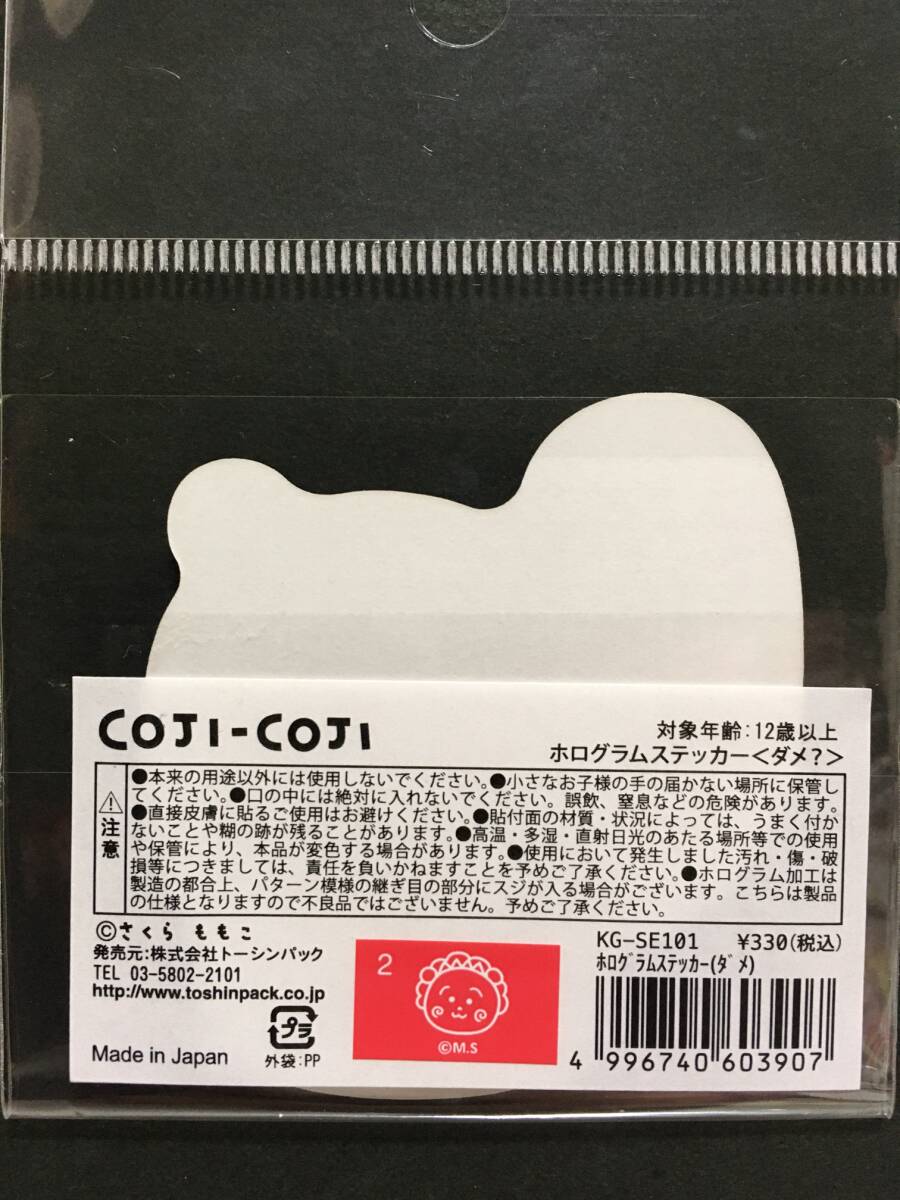 COJI-COJI
対象年齢:12歳以上
ホログラムステッカー<ダメ?>
注意
●本来の用途以外には使用しないでください。●小さなお子様の手の届かない場所に保管し
てください。●口の中には絶対に入れないでください。誤飲、窒息などの危険があります。
●直接皮膚に貼るご使用はお避けください。●貼付面の材質・状況によっては、うまく付か
ないことや糊の跡が残ることがあります。●高温・多湿・直射日光のあたる場所等での使用
や保管により、本品が変色する場合があります。●使用において発生しました汚れ・傷・破
損等につきましては、責任を負いかねますことを予めご了承ください。●ホログラム加工は
製造の都合上、パターン模様の継ぎ目の部分にスジが入る場合がございます。こちらは製品
の仕様となりますので不良品ではございません。予めご了承ください。
©さくらももこ
発売元:株式会社トーシンパック
TEL 03-5802-2101
http://www.toshinpack.co.jp
プラ
外袋:PP
Made in Japan
2
©M.S
KG-SE101 ¥330(税込)
ﾎﾛｸﾞﾗﾑｽﾃｯｶｰ(ﾀﾞﾒ)
4 996740 603907